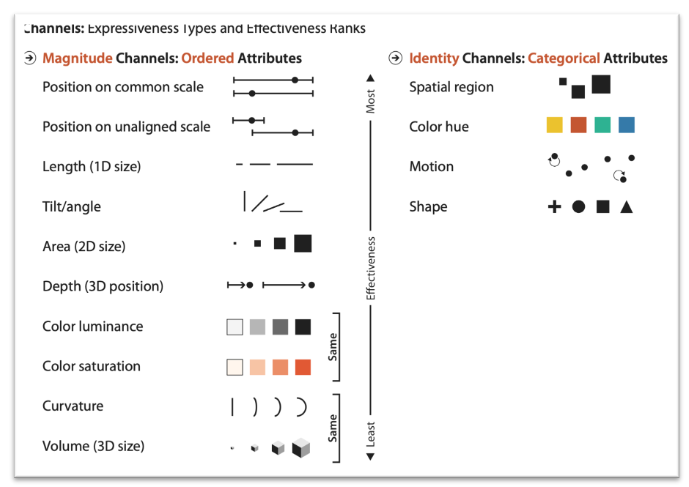 Channels: Expressiveness Types and Effectiveness Ranks
Magnitude Channels: Ordered Attributes
Position on common scale
Position on unaligned scale
Length (1D size)
Tilt/angle
Area (2D size)
Depth (3D position)
Color luminance
Color saturation
Curvature
Volume (3D size)
Same
Same
Most
Effectiveness
Least
Identity Channels: Categorical Attributes
Spatial region
Color hue
Motion
Shape